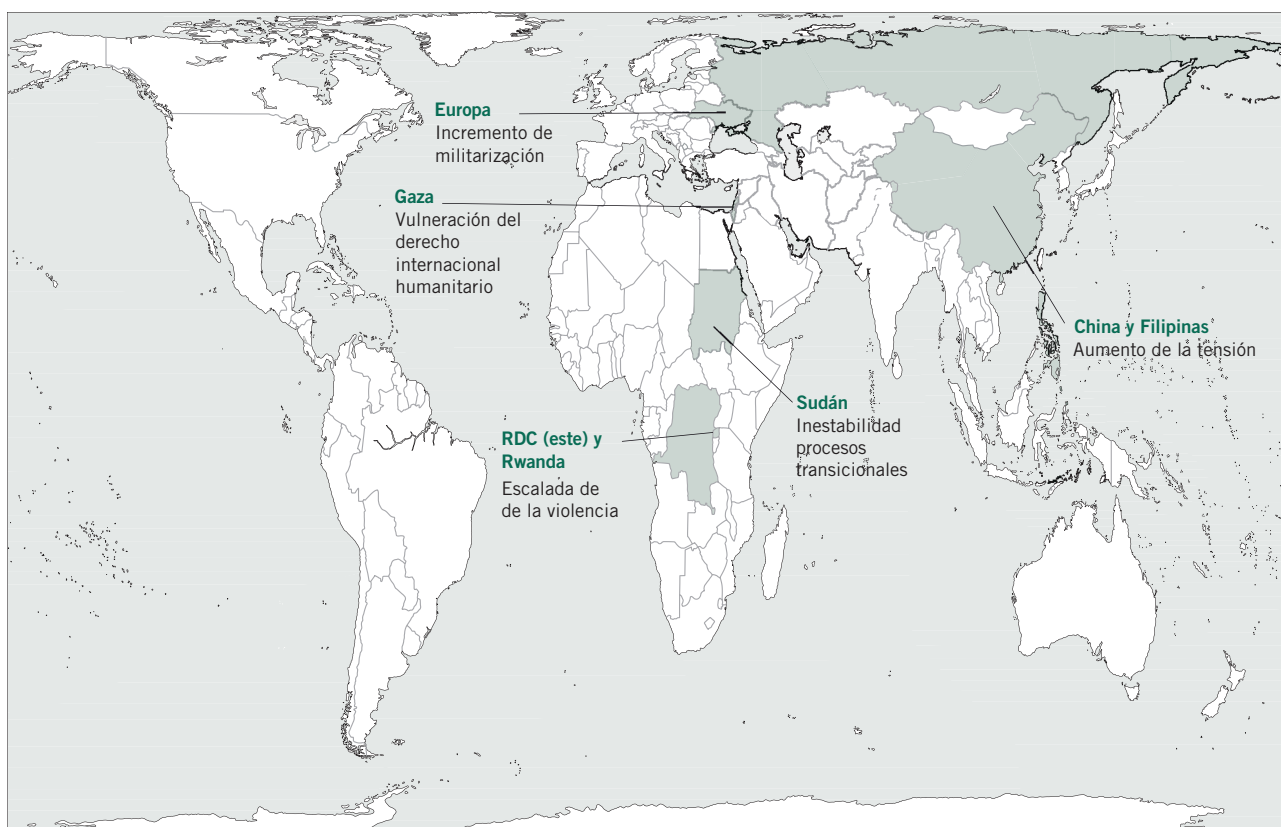 Europa
Incremento de
militarización
Gaza
Vulneración del
derecho
internacional
humanitario
China y Filipinas
Aumento de la tensión
Sudán
Inestabilidad
procesos
transicionales
RDC (este) y
Rwanda
Escalada de
de la violencia